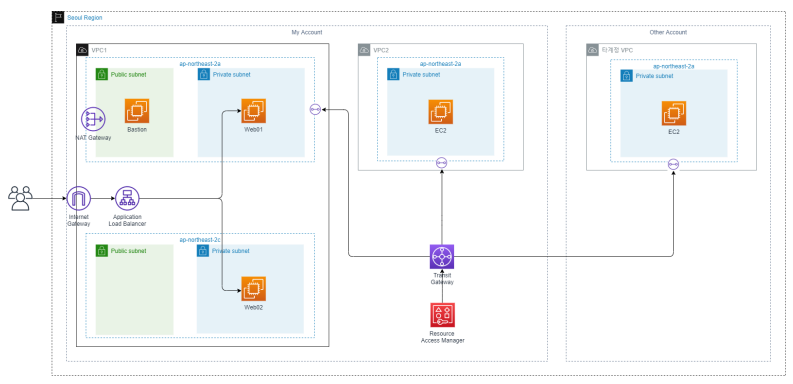 Seoul Region
My Account
Other Account
VPC1
VPC2
타계정 VPC
ap-northeast-2a
ap-northeast-2a
ap-northeast-2a
Public subnet
Private subnet
Private subnet
Private subnet
Bastion
Web01
EC2
EC2
NAT Gateway
Internet
Gateway
Application
Load Balancer
ap-northeast-2c
Public subnet
Private subnet
Web02
Transit
Gateway
Resource
Access Manager